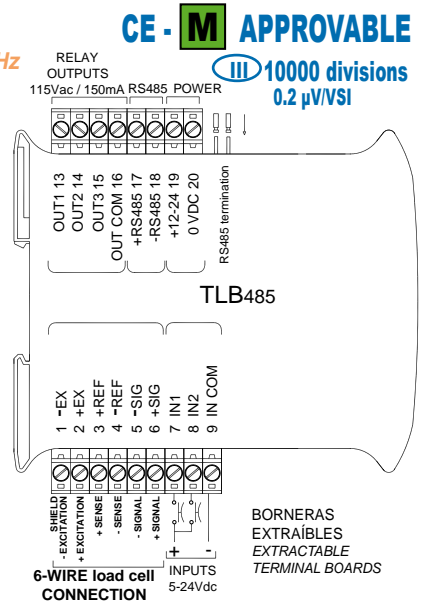 CE - M APPROVABLE
Hz
III 10000 divisions
0.2 µV/VSI
RELAY
OUTPUTS
115Vac / 150mA RS485 POWER
OUT1 13
OUT2 14
OUT3 15
OUT COM 16
+RS485 17
-RS485 18
+12-24 19
0 VDC 20
RS485 termination
TLB485
1 -EX
2 +EX
3 +REF
4 -REF
5 -SIG
6 +SIG
7 IN1
8 IN2
9 IN COM
SHIELD
- EXCITATION
+ EXCITATION
+ SENSE
- SENSE
- SIGNAL
+ SIGNAL
+ -
6-WIRE load cell
CONNECTION
INPUTS
5-24Vdc
BORNERAS
EXTRAÍBLES
EXTRACTABLE
TERMINAL BOARDS